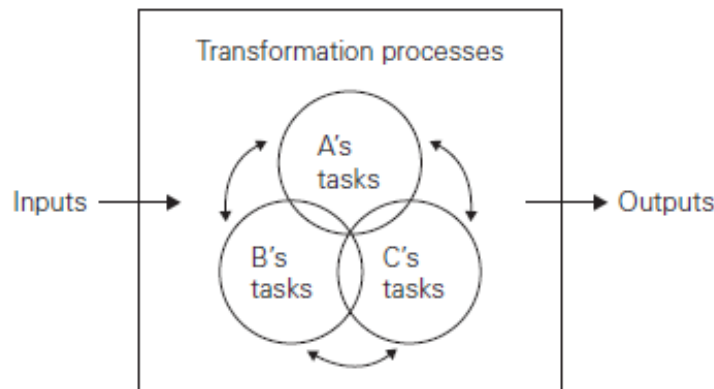 Transformation processes
A's
tasks
Inputs
Outputs
B's
tasks
C's
tasks